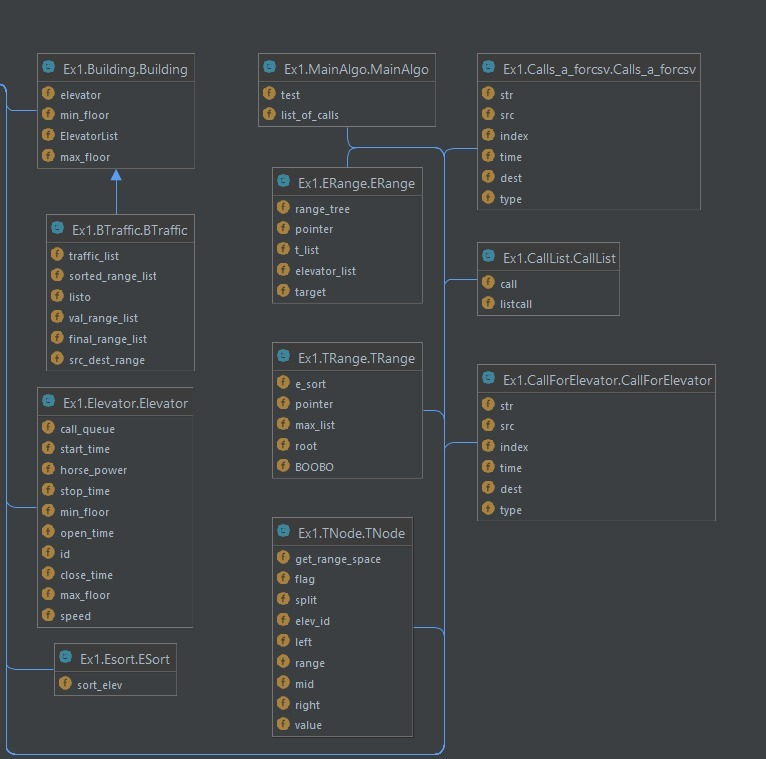 Ex1.Building.Building
elevator
min_floor
ElevatorList
max_floor
Ex1.BTraffic.BTraffic
traffic_list
sorted_range_list
listo
val_range_list
final_range_list
src_dest_range
Ex1.Elevator.Elevator
call_queue
start_time
horse_power
stop_time
min_floor
open_time
id
close_time
max_floor
speed
Ex1.Esort.ESort
sort_elev
Ex1.MainAlgo.MainAlgo
test
list_of_calls
Ex1.ERange.ERange
range_tree
pointer
t_list
elevator_list
target
Ex1.TRange.TRange
e_sort
pointer
max_list
root
BOOBO
Ex1.TNode.TNode
get_range_space
flag
split
elev_id
left
range
mid
right
value
Ex1.Calls_a_forcsv.Calls_a_forcsv
str
src
index
time
dest
type
Ex1.CallList.CallList
call
listcall
Ex1.CallForElevator.CallForElevator
str
src
index
time
dest
type